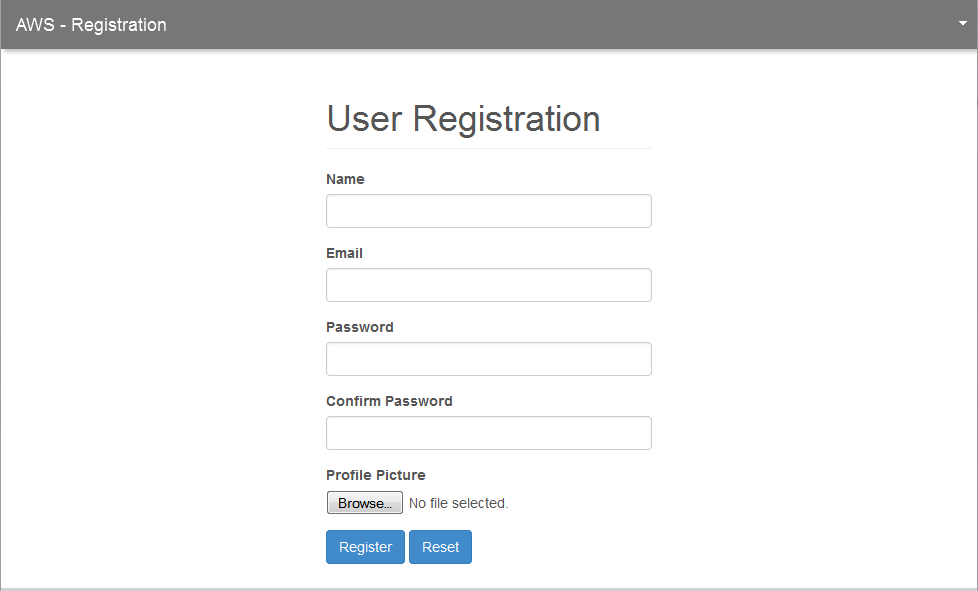 AWS - Registration
User Registration
Name
Email
Password
Confirm Password
Profile Picture
Browse... No file selected.
Register Reset